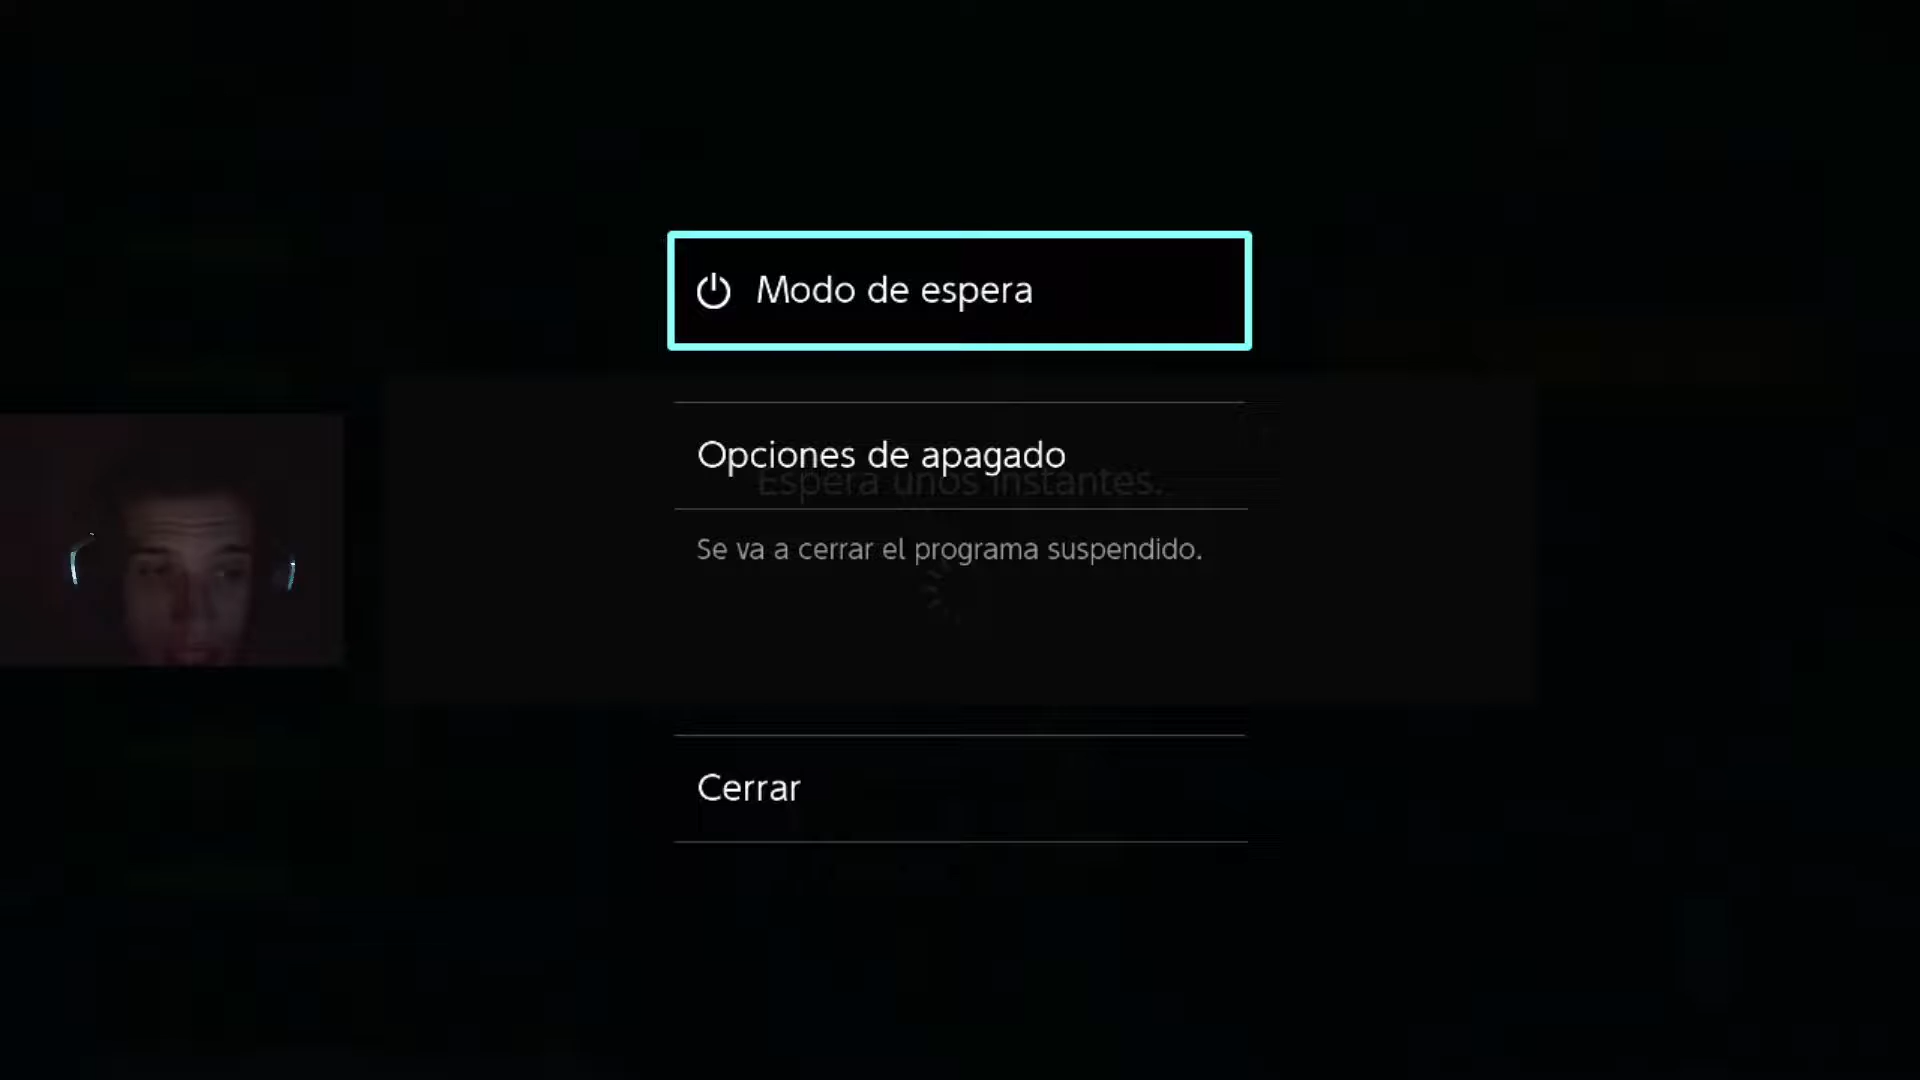 Modo de espera
Opciones de apagado
Espera unos instantes.
Se va a cerrar el programa suspendido.
Cerrar